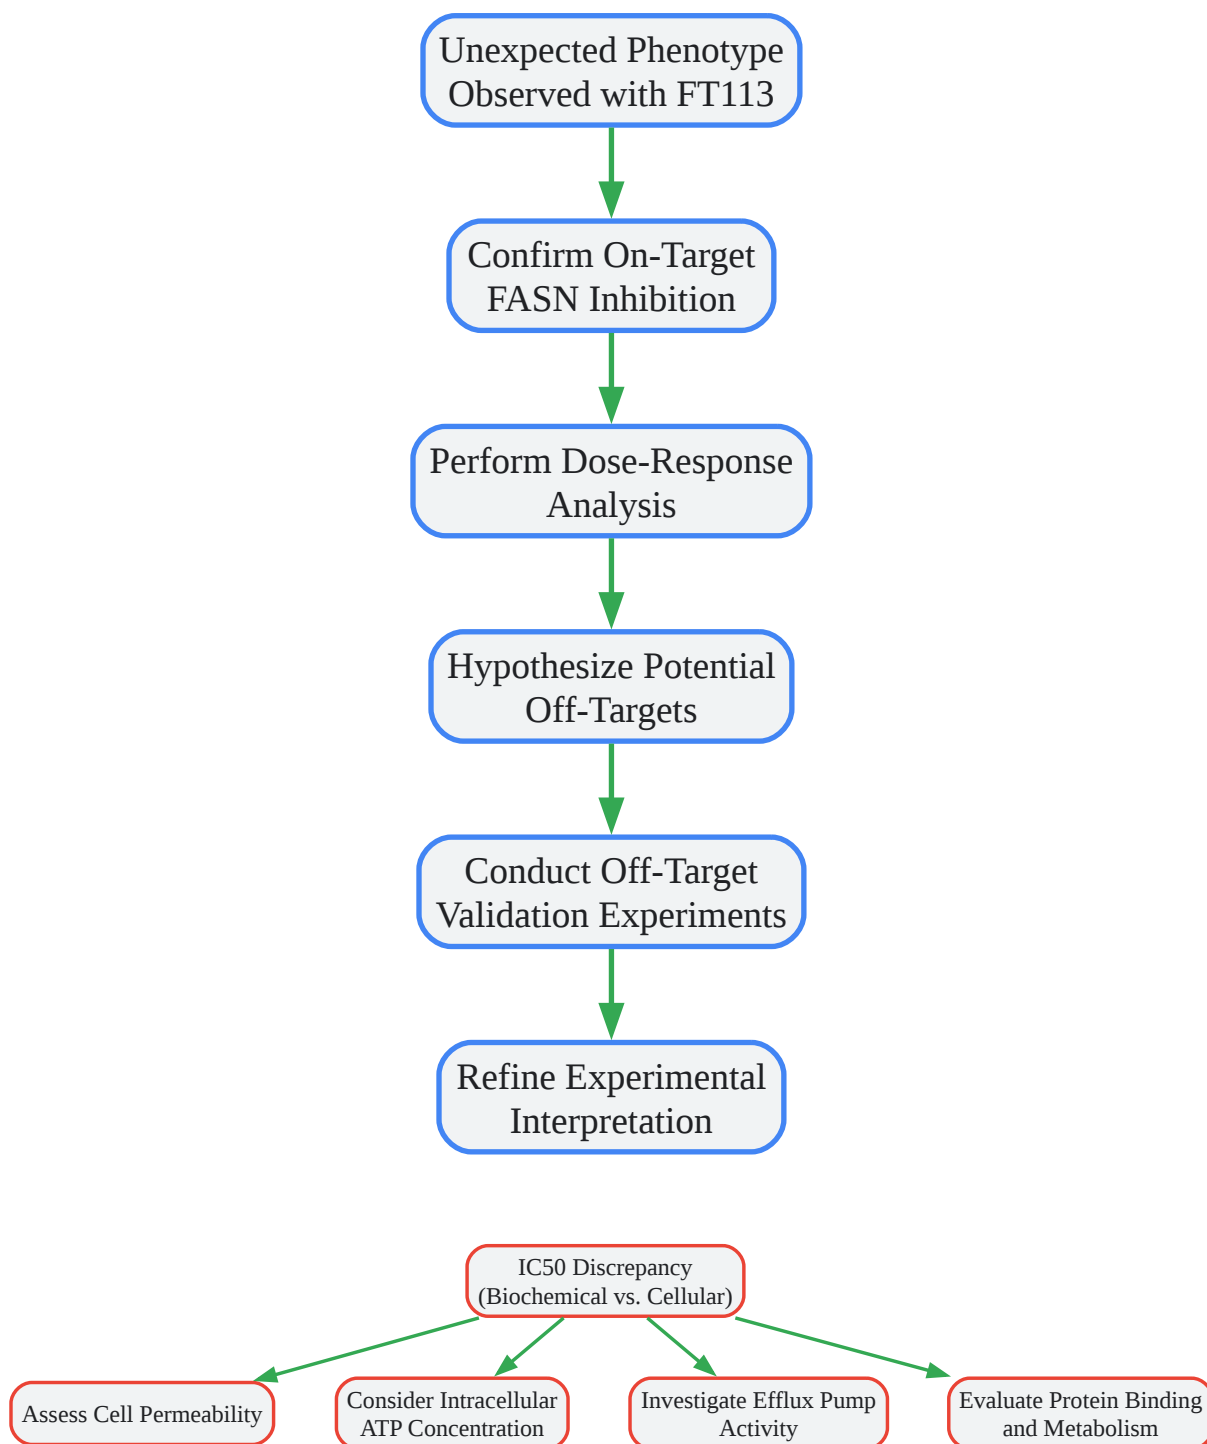 Unexpected Phenotype
Observed with FT113
Confirm On-Target
FASN Inhibition
Perform Dose-Response
Analysis
Hypothesize Potential
Off-Targets
Conduct Off-Target
Validation Experiments
Refine Experimental
Interpretation
IC50 Discrepancy
(Biochemical vs. Cellular)
Assess Cell Permeability
Consider Intracellular
ATP Concentration
Investigate Efflux Pump
Activity
Evaluate Protein Binding
and Metabolism